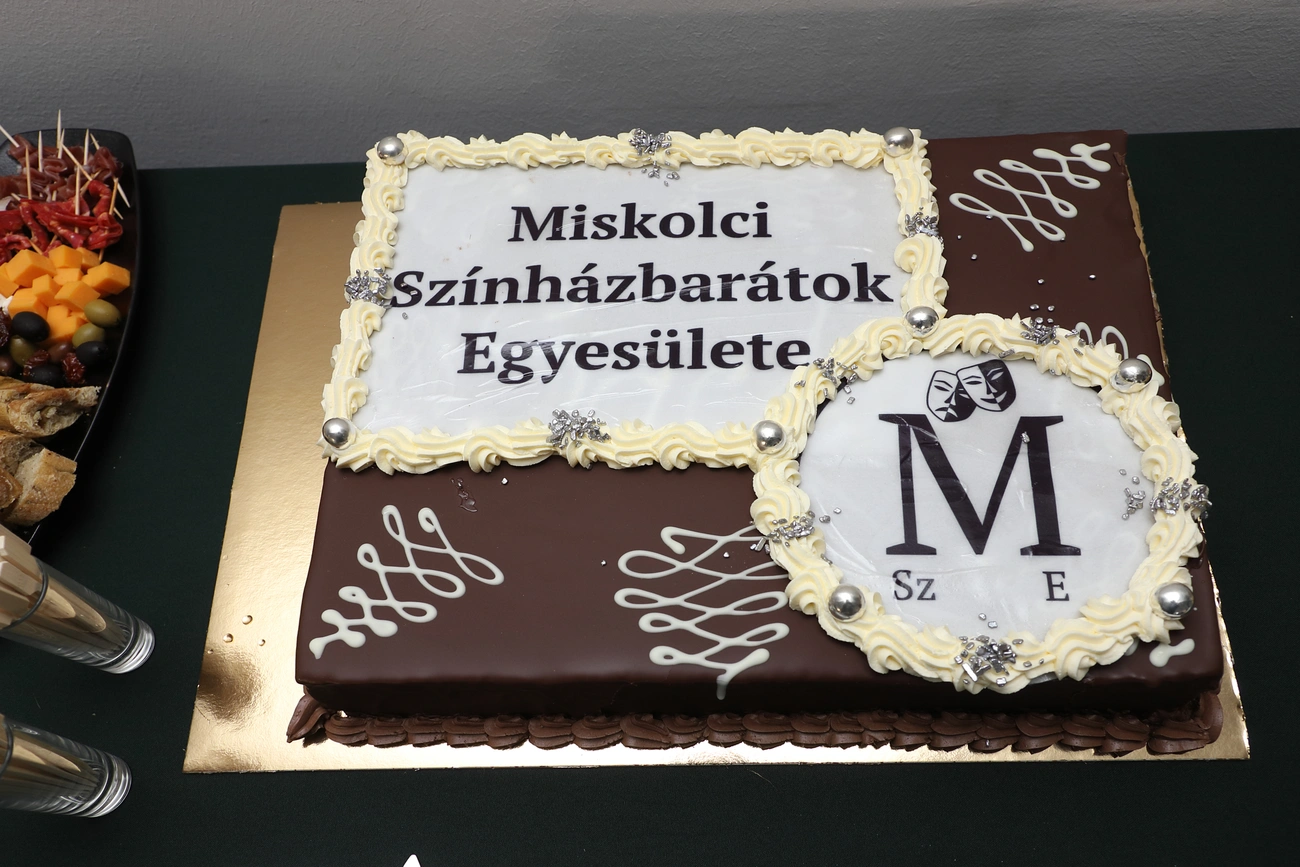 Miskolci
Színházbarátok
Egyesülete
M
Sz E